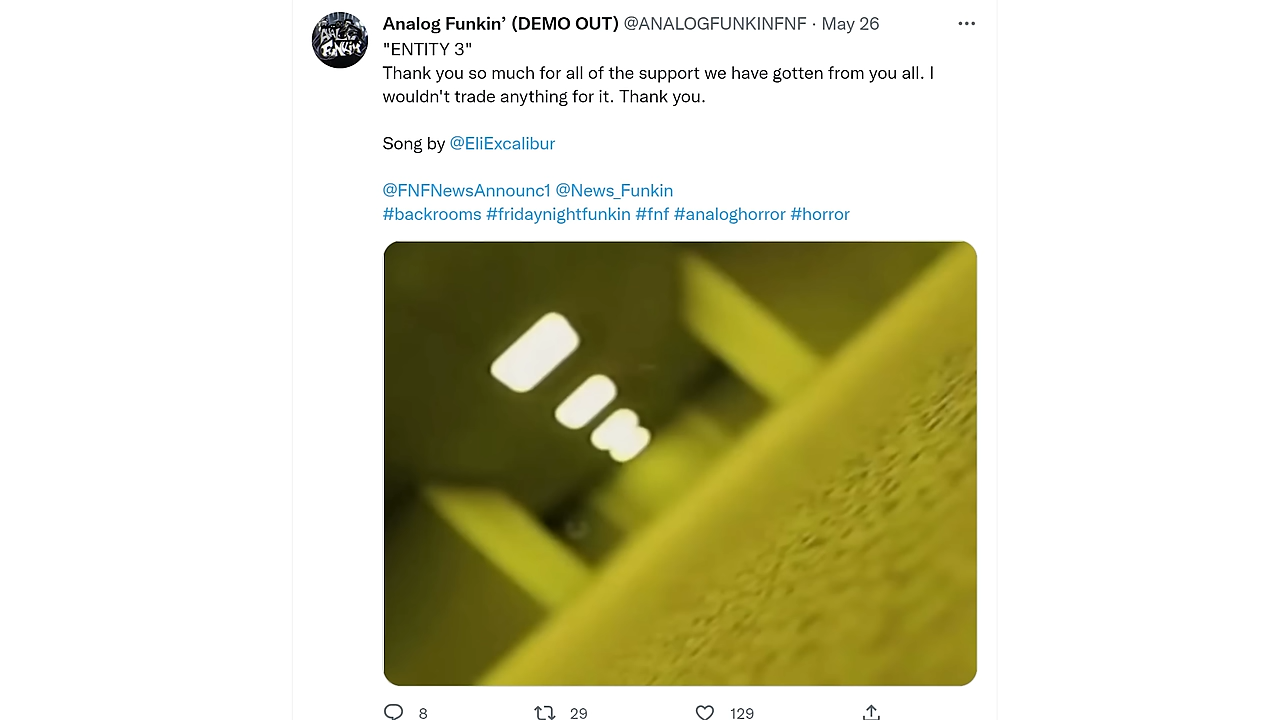 Analog Funkin’ (DEMO OUT) @ANALOGFUNKINFNF · May 26
"ENTITY 3"
Thank you so much for all of the support we have gotten from you all. I
wouldn't trade anything for it. Thank you.
Song by @EliExcalibur
@FNFNewsAnnounc1 @News_Funkin
#backrooms #fridaynightfunkin #fnf #analoghorror #horror
8 29 129